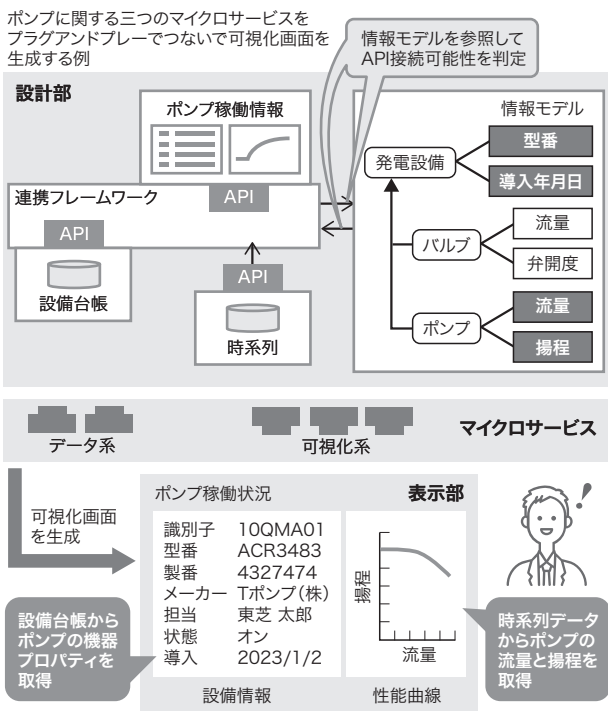 ポンプに関する三つのマイクロサービスを
プラグアンドプレーでつないで可視化画面を
生成する例
情報モデルを参照して
API接続可能性を判定
設計部
ポンプ稼働情報
連携フレームワーク
API
API
設備台帳
API
時系列
情報モデル
発電設備
型番
導入年月日
バルブ
流量
弁開度
ポンプ
流量
揚程
データ系
可視化系
マイクロサービス
可視化画面
を生成
ポンプ稼働状況
表示部
識別子 10QMA01
型番 ACR3483
製番 4327474
メーカー Tポンプ(株)
担当 東芝 太郎
状態 オン
導入 2023/1/2
揚程
流量
設備情報
性能曲線
設備台帳から
ポンプの機器
プロパティを
取得
時系列データ
からポンプの
流量と揚程を
取得